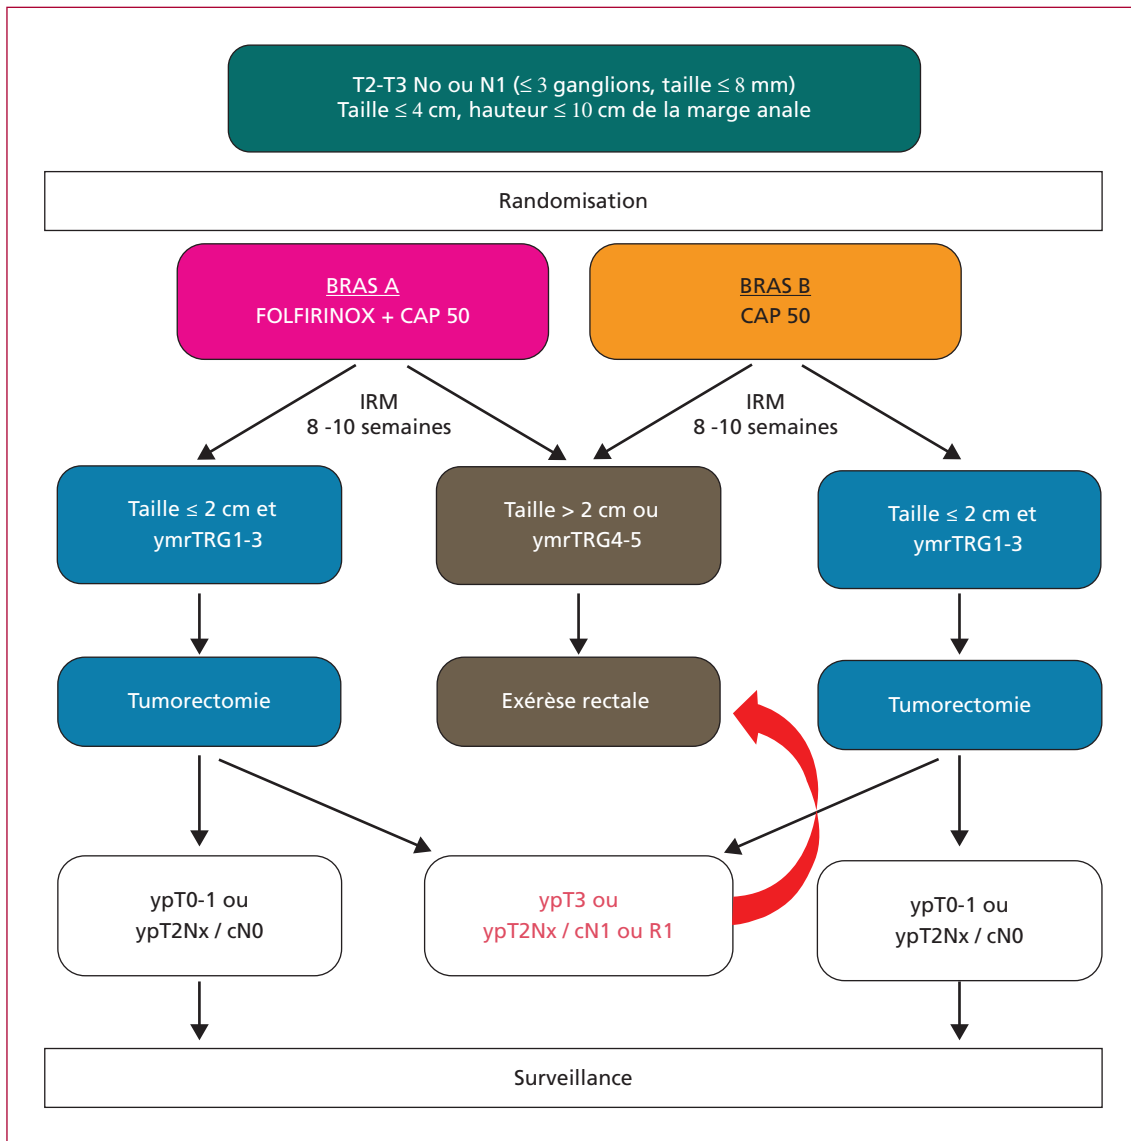 T2-T3 No ou N1 (≤ 3 ganglions, taille ≤ 8 mm)
Taille ≤ 4 cm, hauteur ≤ 10 cm de la marge anale
Randomisation
BRAS A
FOLFIRINOX + CAP 50
BRAS B
CAP 50
IRM
8 -10 semaines
IRM
8 -10 semaines
Taille ≤ 2 cm et
ymrTRG1-3
Taille > 2 cm ou
ymrTRG4-5
Taille ≤ 2 cm et
ymrTRG1-3
Tumorectomie
Exérèse rectale
Tumorectomie
ypT0-1 ou
ypT2Nx / cN0
ypT3 ou
ypT2Nx / cN1 ou R1
ypT0-1 ou
ypT2Nx / cN0
Surveillance